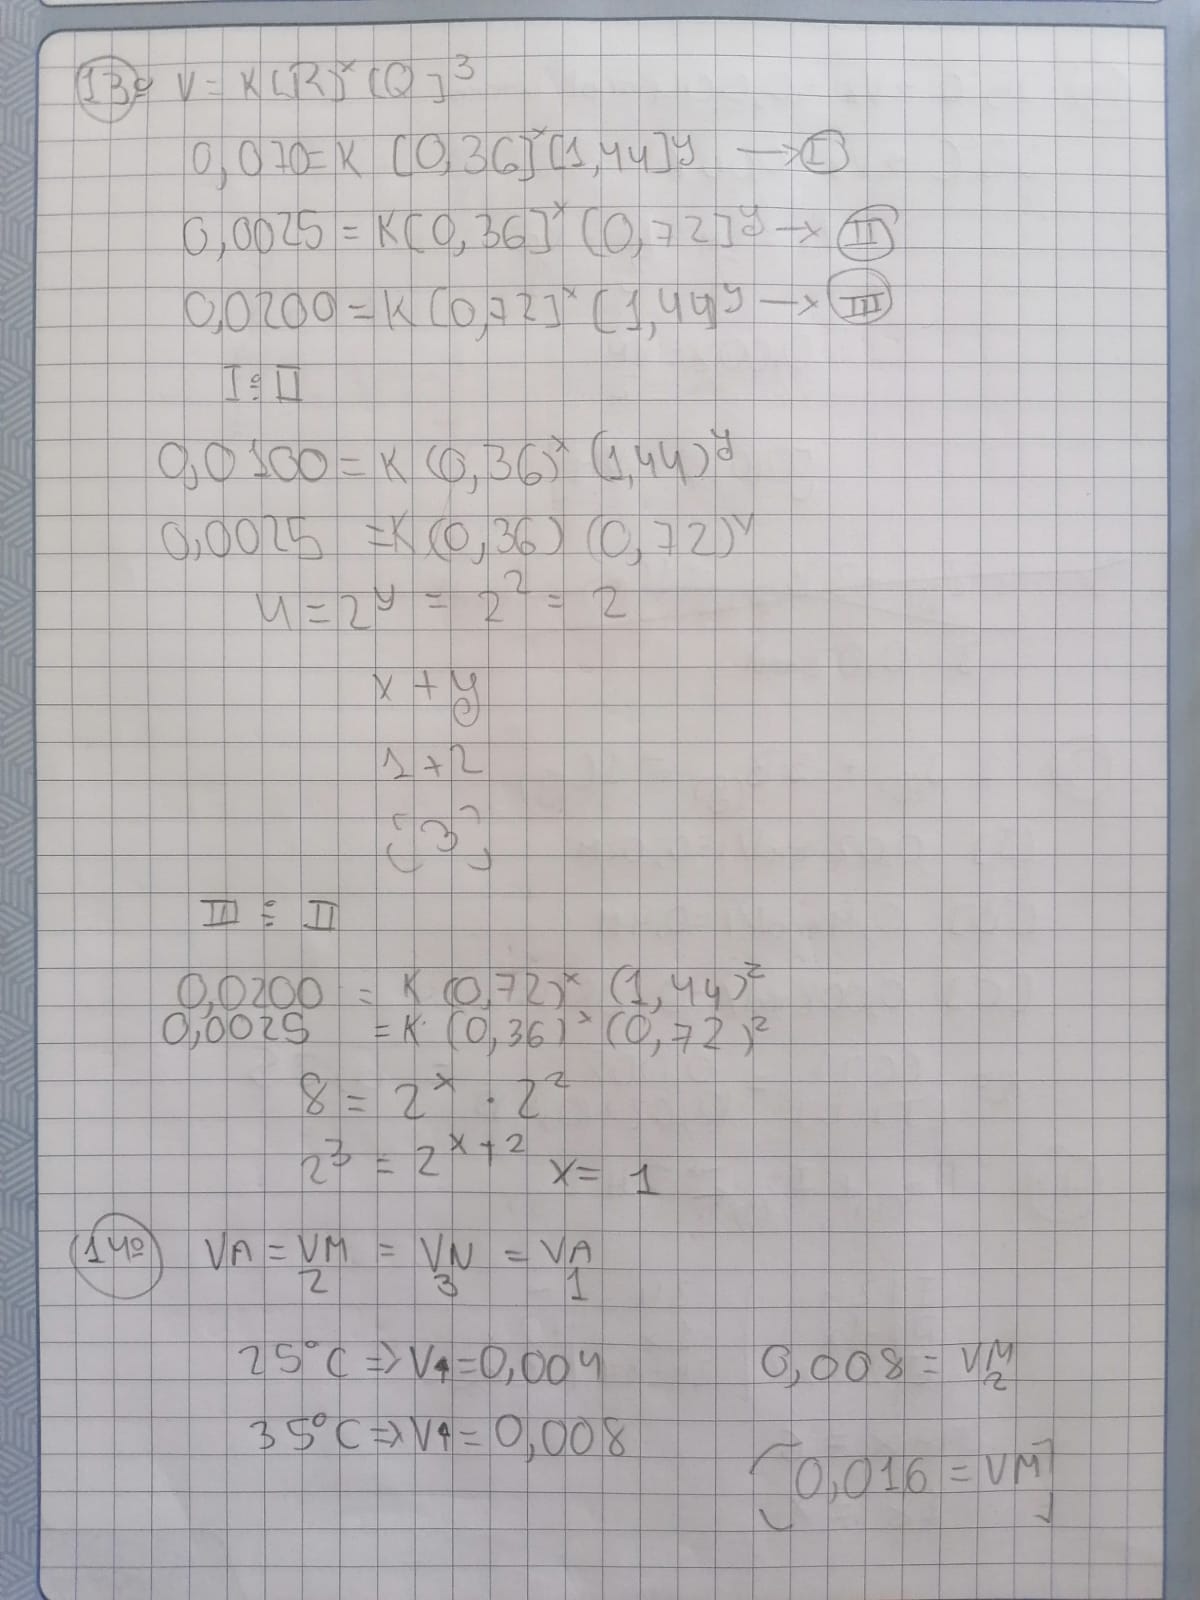 13º V = K[R]^x [Q]^3
0,070 = K [0,36]^x [1,44]^y → I
0,0025 = K[0,36]^x [0,72]^y → II
0,0200 = K[0,72]^x [1,44]^y → III
I : II
0,0100 = K (0,36)^x (1,44)^y
0,0025 = K (0,36) (0,72)^y
4 = 2^y = 2^2 = 2
x + y
1 + 2
[3]
III : II
0,0200 = K (0,72)^x (1,44)^2
0,0025 = K. (0,36)^x (0,72)^2
8 = 2^x . 2^2
2^3 = 2^x+2 x = 1
14º VA = VM/2 = VN/3 = VA/1
25°C => VA = 0,004 0,008 = VM/2
35°C => VA = 0,008
[0,016 = VM]